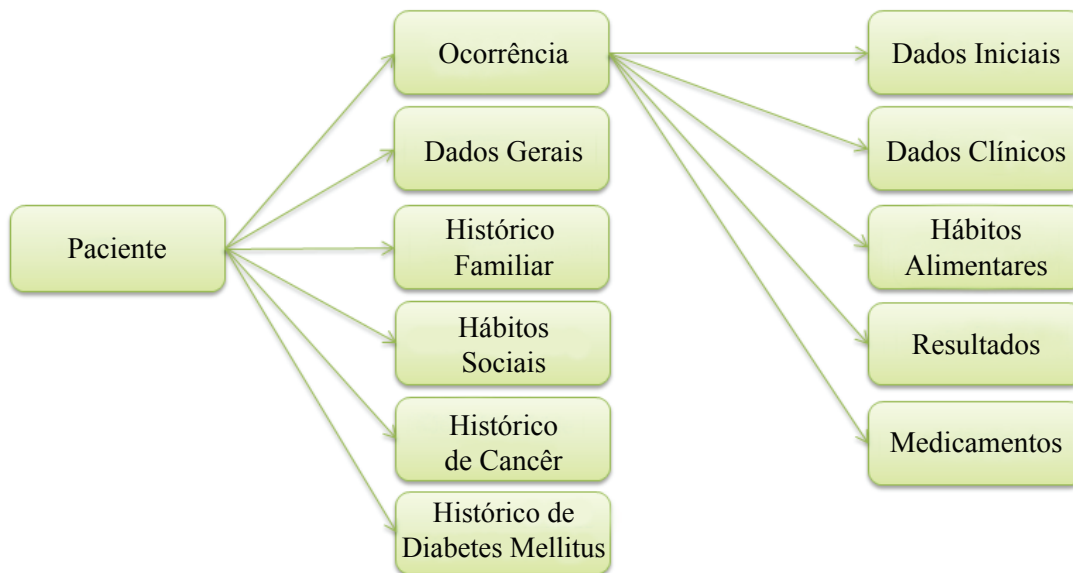 Paciente
Ocorrência
Dados Gerais
Histórico
Familiar
Hábitos
Sociais
Histórico
de Cancêr
Histórico de
Diabetes Mellitus
Dados Iniciais
Dados Clínicos
Hábitos
Alimentares
Resultados
Medicamentos